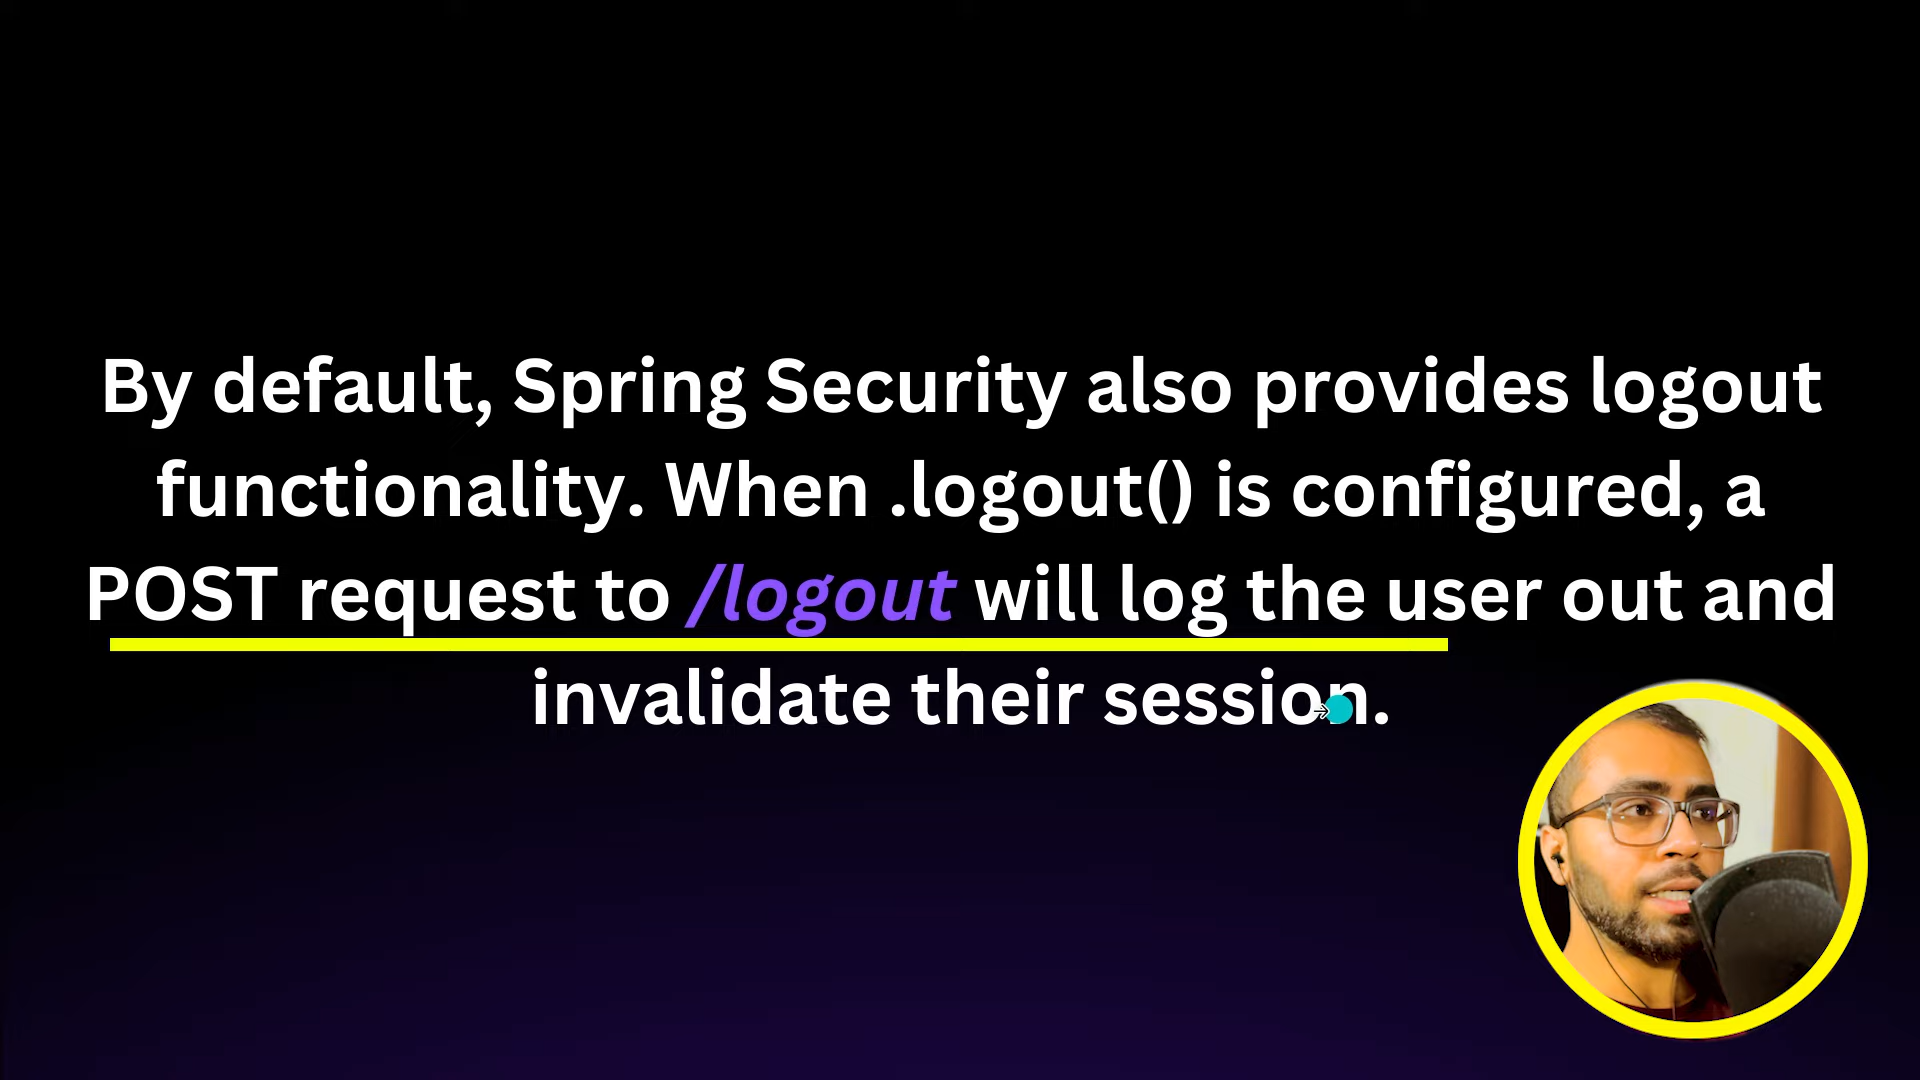 By default, Spring Security also provides logout
functionality. When .logout() is configured, a
POST request to /logout will log the user out and
invalidate their session.